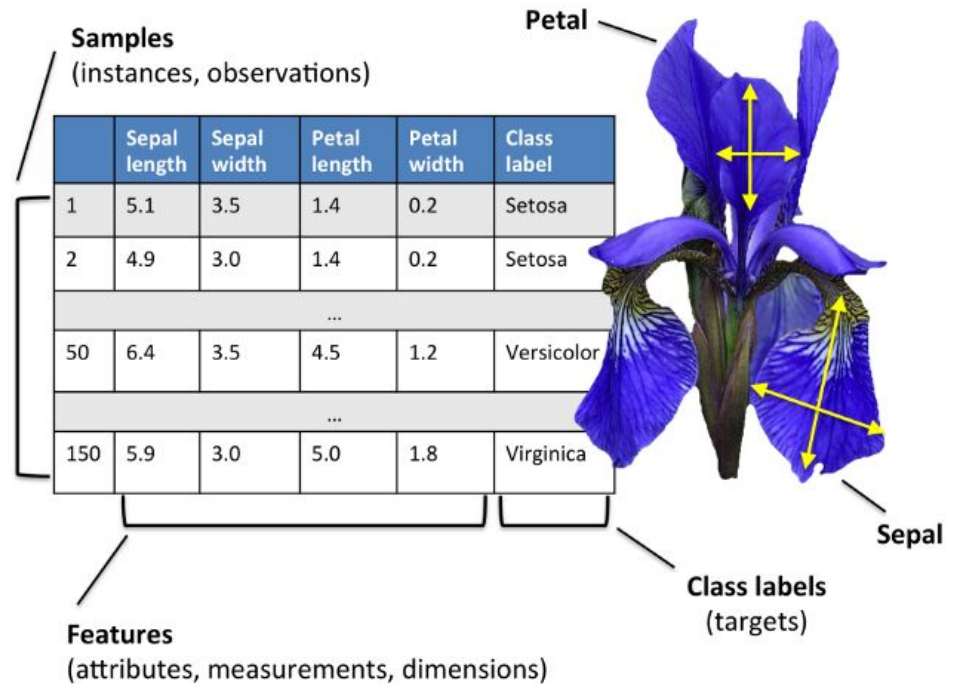 Samples
(instances, observations)
Petal
Sepal length Sepal width Petal length Petal width Class label
1 5.1 3.5 1.4 0.2 Setosa
2 4.9 3.0 1.4 0.2 Setosa
...
50 6.4 3.5 4.5 1.2 Versicolor
...
150 5.9 3.0 5.0 1.8 Virginica
Sepal
Class labels
(targets)
Features
(attributes, measurements, dimensions)